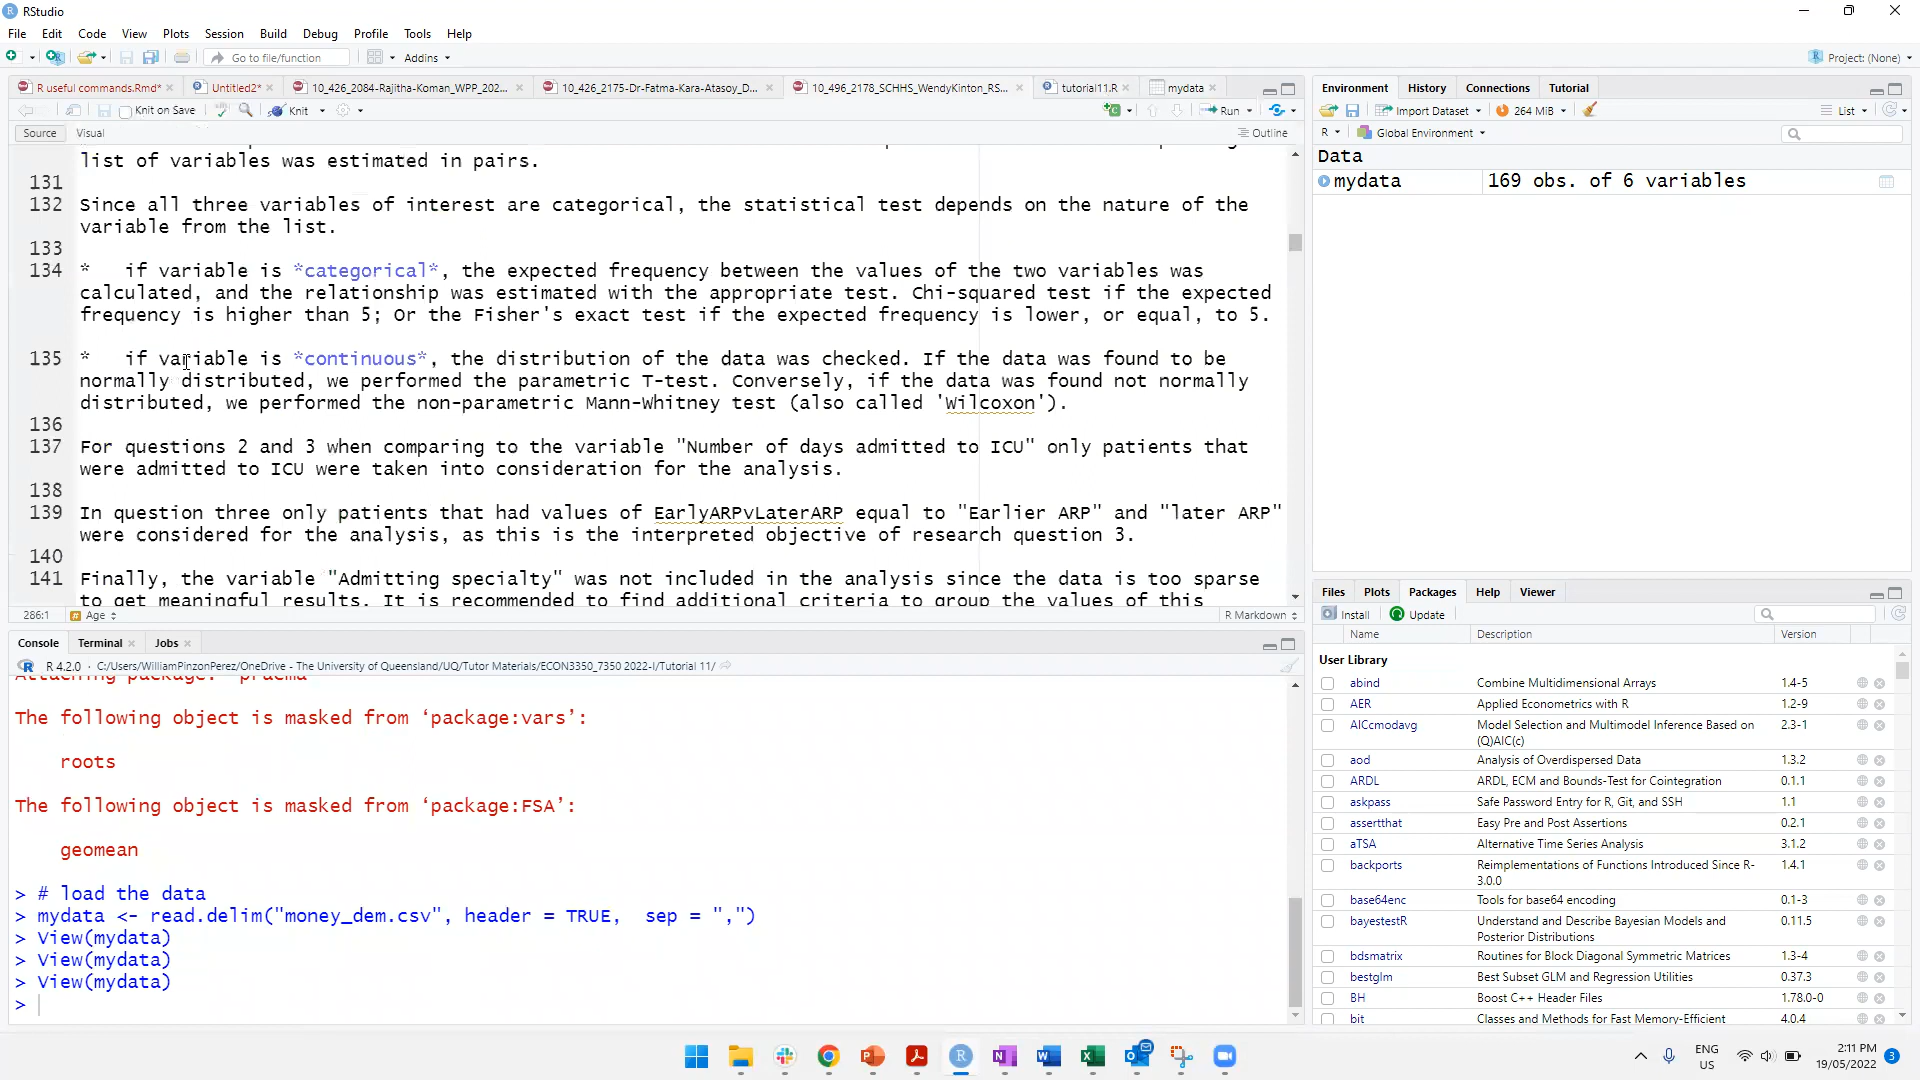 RStudio
File Edit Code View Plots Session Build Debug Profile Tools Help
Go to file/function
Addins
Project: (None)
R useful commands.Rmd*
Untitled2*
10_426_2084-Rajitha-Koman_WPP_202...
10_426_2175-Dr-Fatma-Kara-Atasoy_D...
10_496_2178_SCHHS_WendyKinton_RS...
tutorial11.R
mydata
Knit on Save
Knit
Run
Source Visual
Outline
list of variables was estimated in pairs.
131
132 Since all three variables of interest are categorical, the statistical test depends on the nature of the
variable from the list.
133
134 *   if variable is *categorical*, the expected frequency between the values of the two variables was
calculated, and the relationship was estimated with the appropriate test. Chi-squared test if the expected
frequency is higher than 5; Or the Fisher's exact test if the expected frequency is lower, or equal, to 5.
135 *   if variable is *continuous*, the distribution of the data was checked. If the data was found to be
normally distributed, we performed the parametric T-test. Conversely, if the data was found not normally
distributed, we performed the non-parametric Mann-Whitney test (also called 'Wilcoxon').
136
137 For questions 2 and 3 when comparing to the variable "Number of days admitted to ICU" only patients that
were admitted to ICU were taken into consideration for the analysis.
138
139 In question three only patients that had values of EarlyARPvLaterARP equal to "Earlier ARP" and "later ARP"
were considered for the analysis, as this is the interpreted objective of research question 3.
140
141 Finally, the variable "Admitting specialty" was not included in the analysis since the data is too sparse
to get meaningful results. It is recommended to find additional criteria to group the values of this
286:1 Age
R Markdown
Console Terminal Jobs
R 4.2.0 · C:/Users/WilliamPinzonPerez/OneDrive - The University of Queensland/UQ/Tutor Materials/ECON3350_7350 2022-I/Tutorial 11/
Attaching package: ‘pracma’
The following object is masked from ‘package:vars’:
roots
The following object is masked from ‘package:FSA’:
geomean
> # load the data
> mydata <- read.delim("money_dem.csv", header = TRUE,  sep = ",")
> View(mydata)
> View(mydata)
> View(mydata)
>
Environment History Connections Tutorial
Import Dataset
264 MiB
List
R
Global Environment
Data
mydata 169 obs. of 6 variables
Files Plots Packages Help Viewer
Install Update
Name Description Version
User Library
abind Combine Multidimensional Arrays 1.4-5
AER Applied Econometrics with R 1.2-9
AICcmodavg Model Selection and Multimodel Inference Based on 2.3-1
(Q)AIC(c)
aod Analysis of Overdispersed Data 1.3.2
ARDL ARDL, ECM and Bounds-Test for Cointegration 0.1.1
askpass Safe Password Entry for R, Git, and SSH 1.1
assertthat Easy Pre and Post Assertions 0.2.1
aTSA Alternative Time Series Analysis 3.1.2
backports Reimplementations of Functions Introduced Since R- 1.4.1
3.0.0
base64enc Tools for base64 encoding 0.1-3
bayestestR Understand and Describe Bayesian Models and 0.11.5
Posterior Distributions
bdsmatrix Routines for Block Diagonal Symmetric Matrices 1.3-4
bestglm Best Subset GLM and Regression Utilities 0.37.3
BH Boost C++ Header Files 1.78.0-0
bit Classes and Methods for Fast Memory-Efficient 4.0.4
ENG
US
2:11 PM
19/05/2022
3